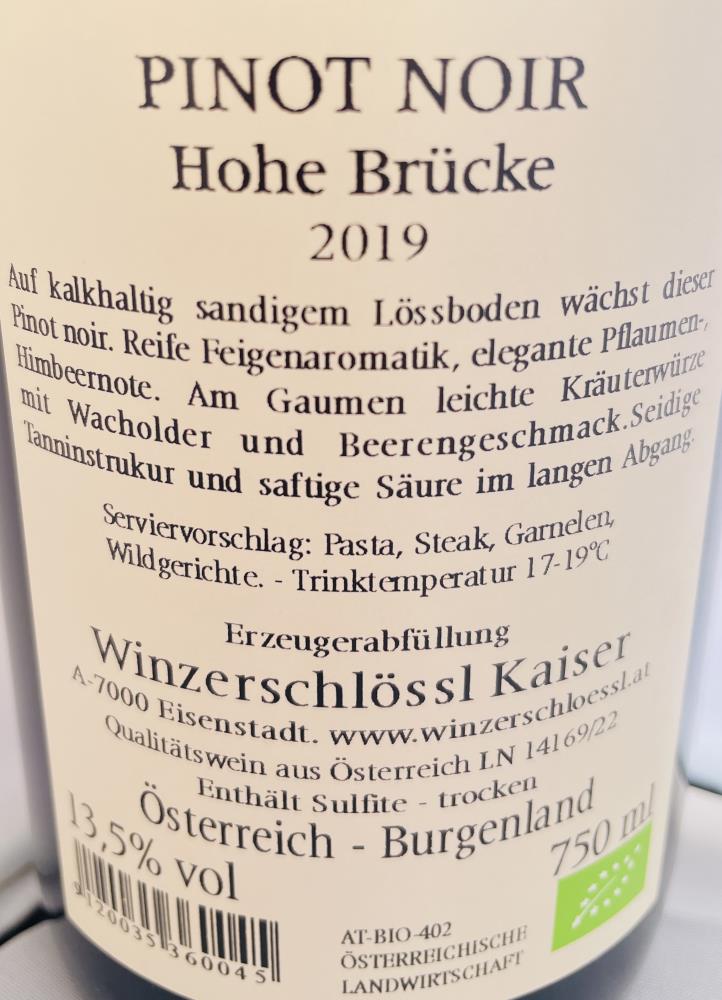 PINOT NOIR
Hohe Brücke
2019
Auf kalkhaltig sandigem Lössboden wächst dieser
Pinot noir. Reife Feigenaromatik, elegante Pflaumen-,
Himbeernote. Am Gaumen leichte Kräuterwürze
mit Wacholder und Beerengeschmack.Seidige
Tanninstrukur und saftige Säure im langen Abgang.
Serviervorschlag: Pasta, Steak, Garnelen,
Wildgerichte. - Trinktemperatur 17-19°C
Erzeugerabfüllung
Winzerschlössl Kaiser
A-7000 Eisenstadt. www.winzerschloessl.at
Qualitätswein aus Österreich LN 14169/22
Enthält Sulfite - trocken
Österreich - Burgenland
13,5% vol
750 ml
9120035360045
AT-BIO-402
ÖSTERREICHISCHE
LANDWIRTSCHAFT